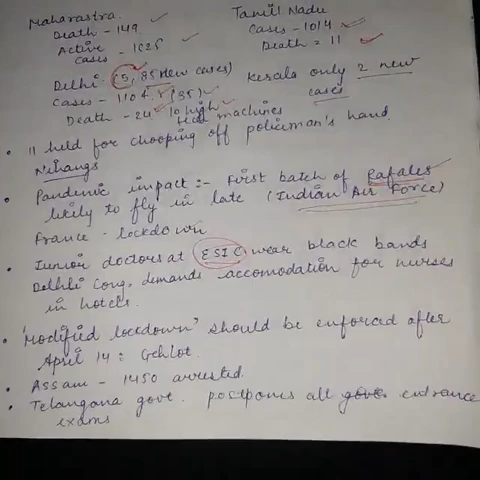 Maharastra.
Tamil Nadu
Death - 149
Cases - 1014
Active cases - 1625
Death = 11
Delhi (5, 85 New cases)
Kerala only 2 new cases
Cases - 1104 + (85)
Death - 24 10 high
machines
11 held for chooping off policeman's hand
Nihangs
Pandemic impact :- First batch of Rafales
likely to fly in late (Indian Air Force)
France - lockdown
Junior doctors at ESIC wear black bands
Delhi Cong. demands accomodation for nurses
in hotels.
'Modified lockdown' should be enforced after
April 14 : Gehlot.
Assam - 1450 arrested
Telangana govt. postpones all govt. entrance
exams